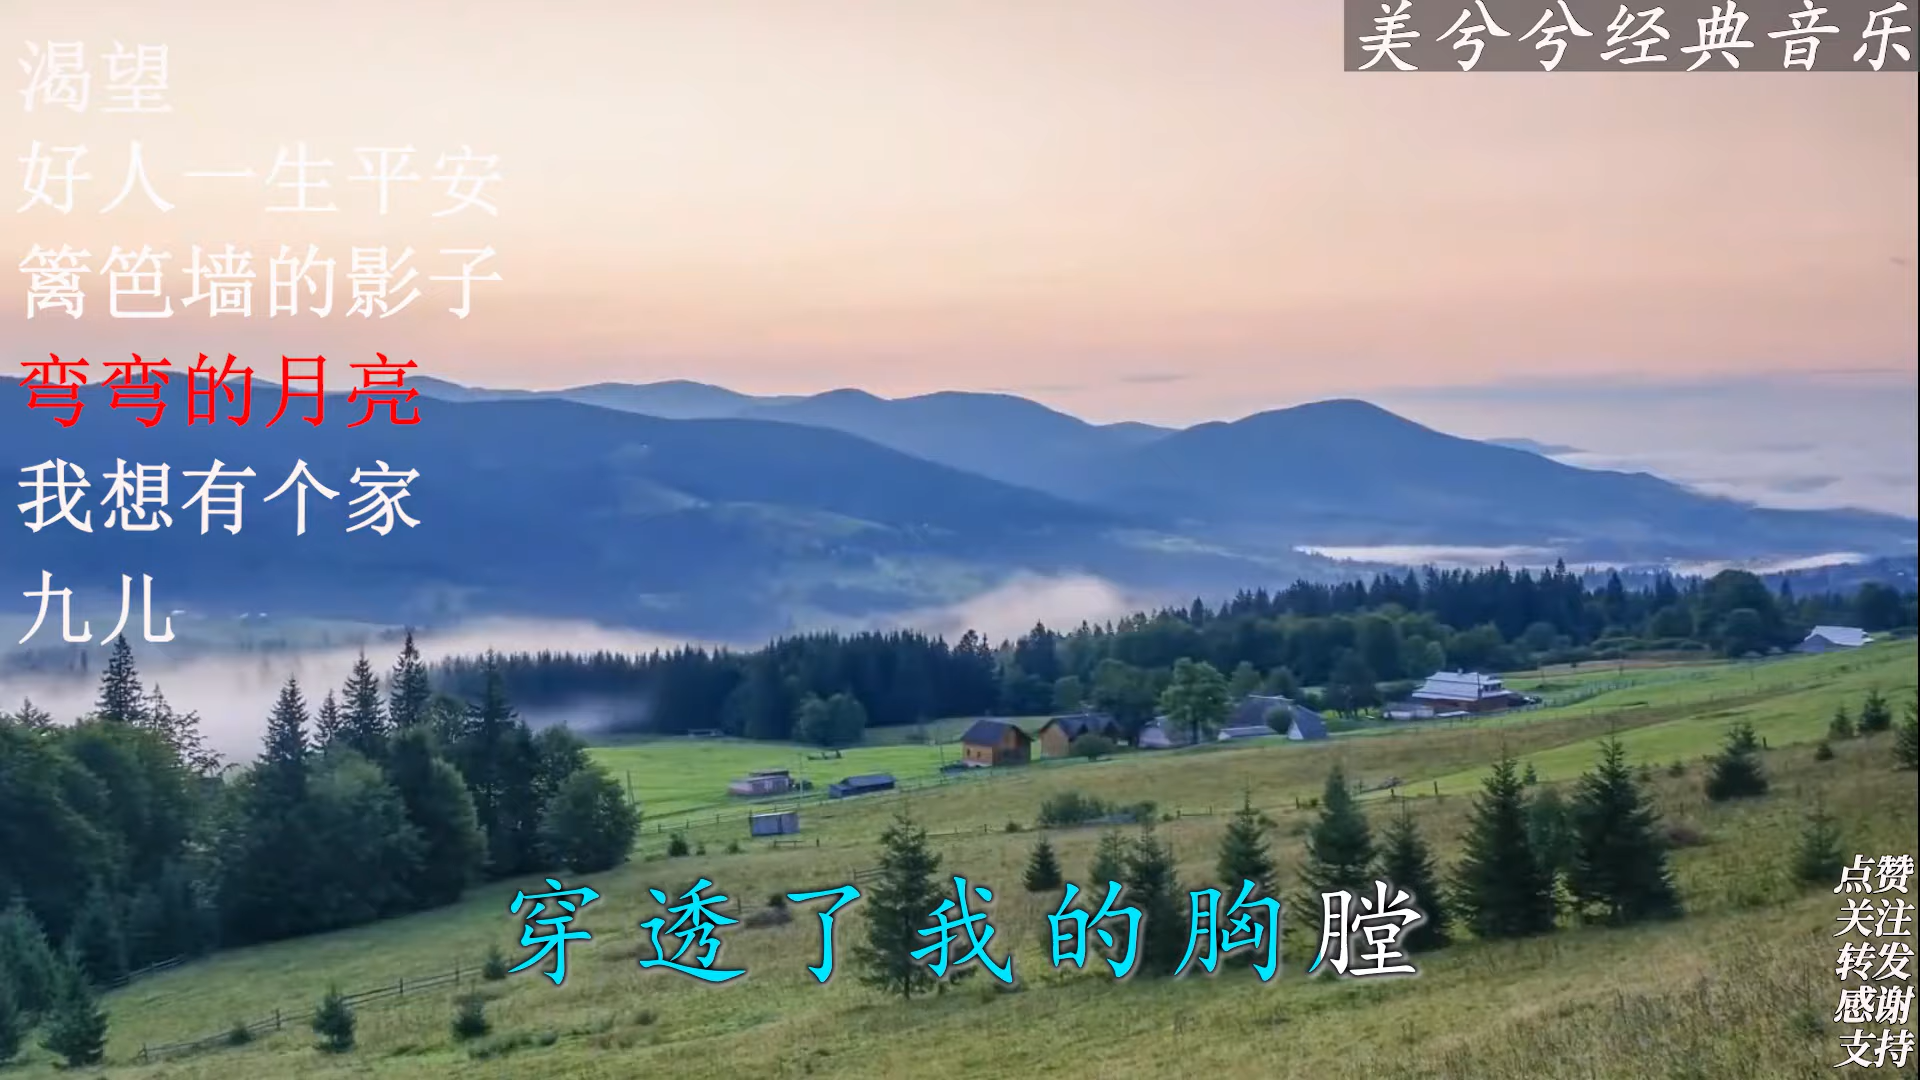 美兮兮经典音乐
渴望
好人一生平安
篱笆墙的影子
弯弯的月亮
我想有个家
九儿
穿透了我的胸膛
点赞
关注
转发
感谢
支持